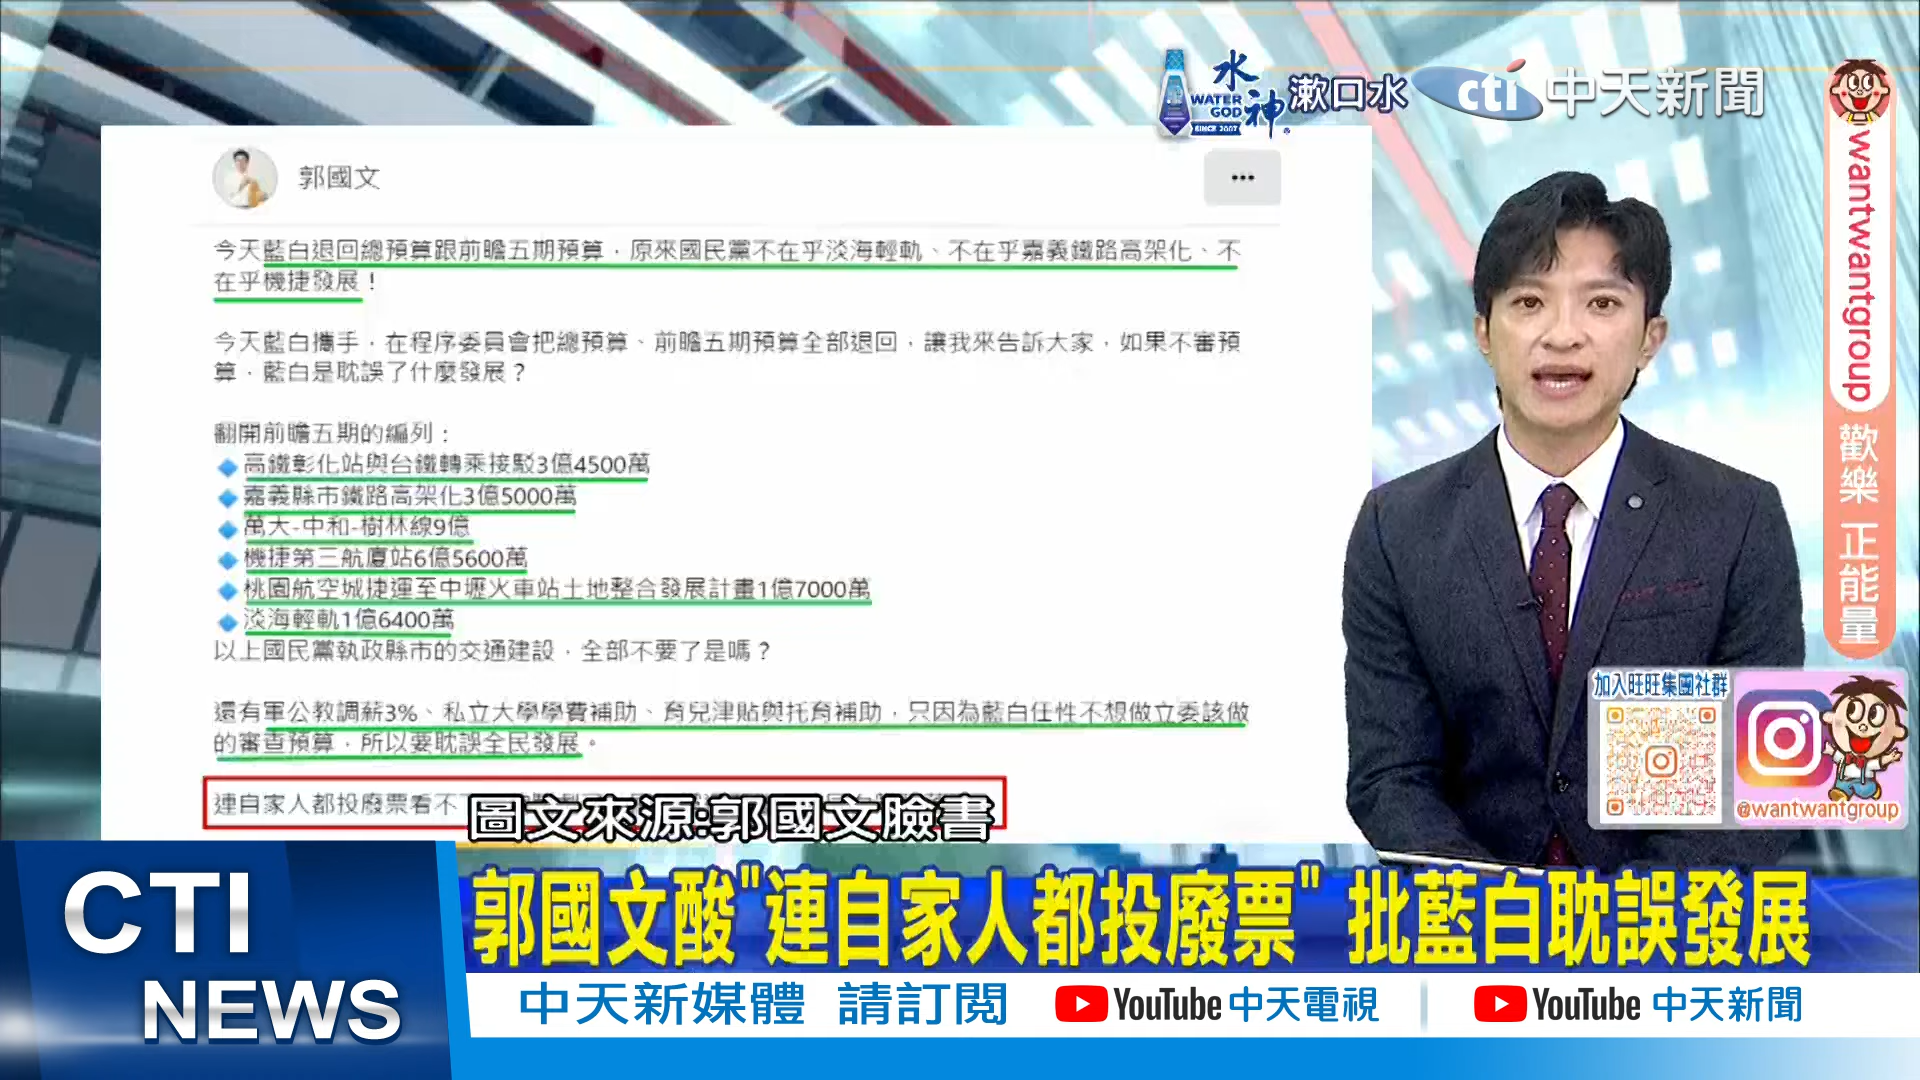 水神
WATER
GOD
SINCE 2007
漱口水
cti 中天新聞
wantwantgroup
歡樂 正能量
郭國文
今天藍白退回總預算跟前瞻五期預算，原來國民黨不在乎淡海輕軌、不在乎嘉義鐵路高架化、不
在乎機捷發展！
今天藍白攜手，在程序委員會把總預算、前瞻五期預算全部退回，讓我來告訴大家，如果不審預
算，藍白是耽誤了什麼發展？
翻開前瞻五期的編列：
高鐵彰化站與台鐵轉乘接駁3億4500萬
嘉義縣市鐵路高架化3億5000萬
萬大-中和-樹林線9億
機捷第三航廈站6億5600萬
桃園航空城捷運至中壢火車站土地整合發展計畫1億7000萬
淡海輕軌1億6400萬
以上國民黨執政縣市的交通建設，全部不要了是嗎？
還有軍公教調薪3%、私立大學學費補助、育兒津貼與托育補助，只因為藍白任性不想做立委該做
的審查預算，所以要耽誤全民發展。
連自家人都投廢票看不
圖文來源:郭國文臉書
加入旺旺集團社群
@wantwantgroup
CTI
NEWS
郭國文酸"連自家人都投廢票" 批藍白耽誤發展
中天新媒體 請訂閱 YouTube 中天電視 | YouTube 中天新聞